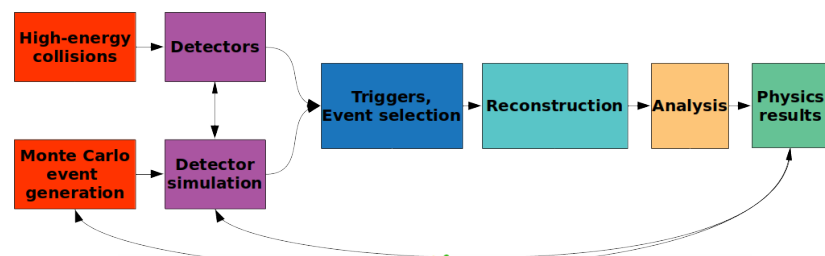 High-energy
collisions
Detectors
Triggers,
Event selection
Reconstruction
Analysis
Physics
results
Monte Carlo
event
generation
Detector
simulation